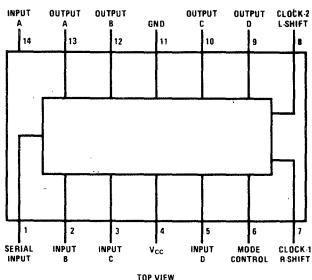 INPUT A
OUTPUT A
OUTPUT B
GND
OUTPUT C
OUTPUT D
CLOCK-2 L-SHIFT
14 13 12 11 10 9 8
1 2 3 4 5 6 7
SERIAL INPUT
INPUT B
INPUT C
VCC
INPUT D
MODE CONTROL
CLOCK-1 R-SHIFT
TOP VIEW